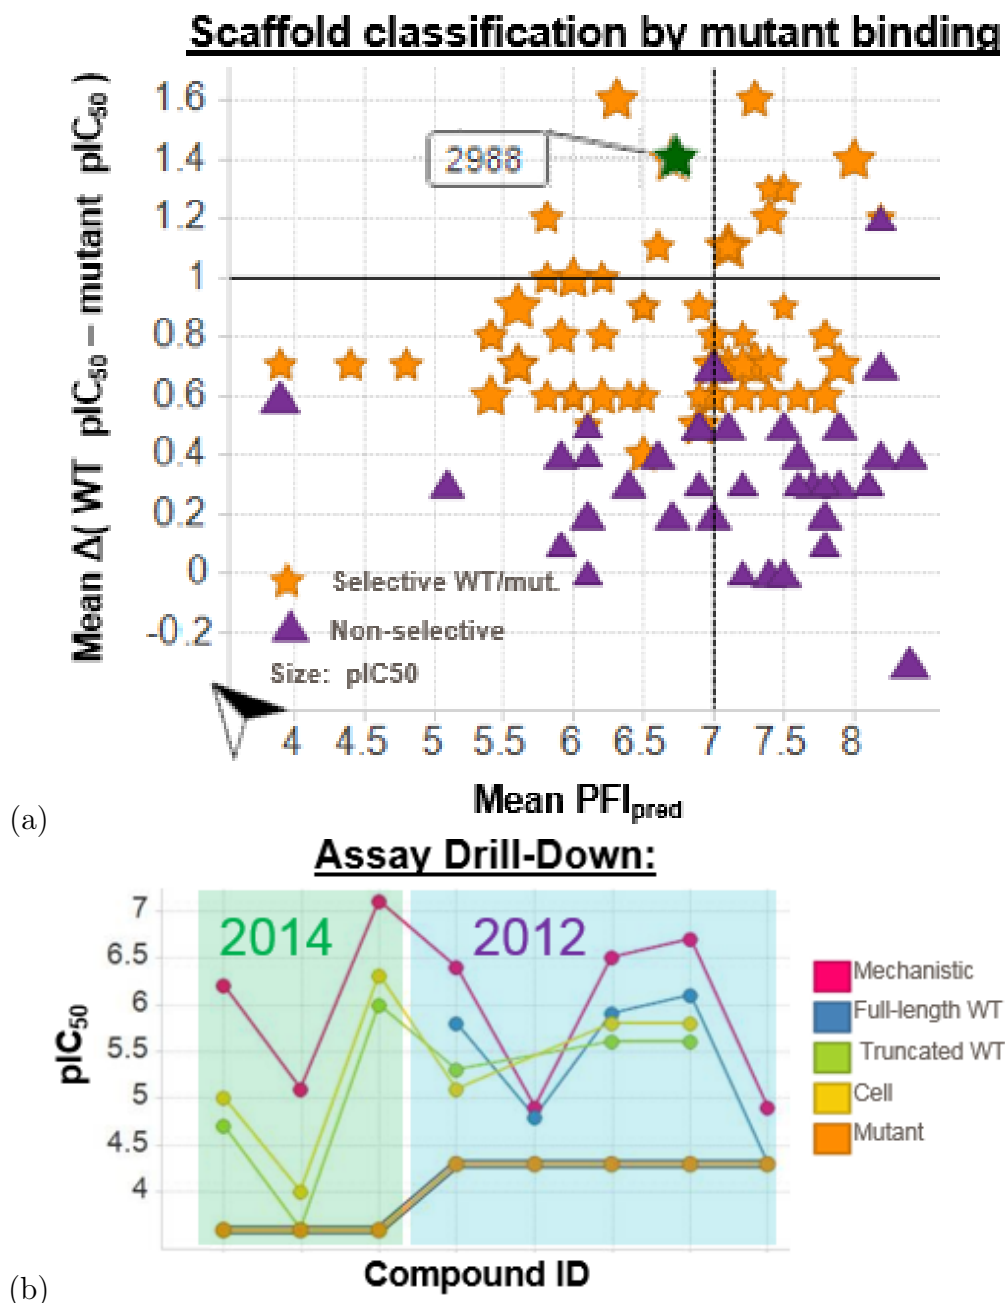 Scaffold classification by mutant binding
Mean Δ( WT pIC50 – mutant pIC50 )
1.6
1.4
1.2
1
0.8
0.6
0.4
0.2
0
-0.2
2988
Selective WT/mut.
Non-selective
Size: pIC50
4 4.5 5 5.5 6 6.5 7 7.5 8
Mean PFIpred
(a)
Assay Drill-Down:
pIC50
7
6.5
6
5.5
5
4.5
4
2014 2012
Mechanistic
Full-length WT
Truncated WT
Cell
Mutant
Compound ID
(b)